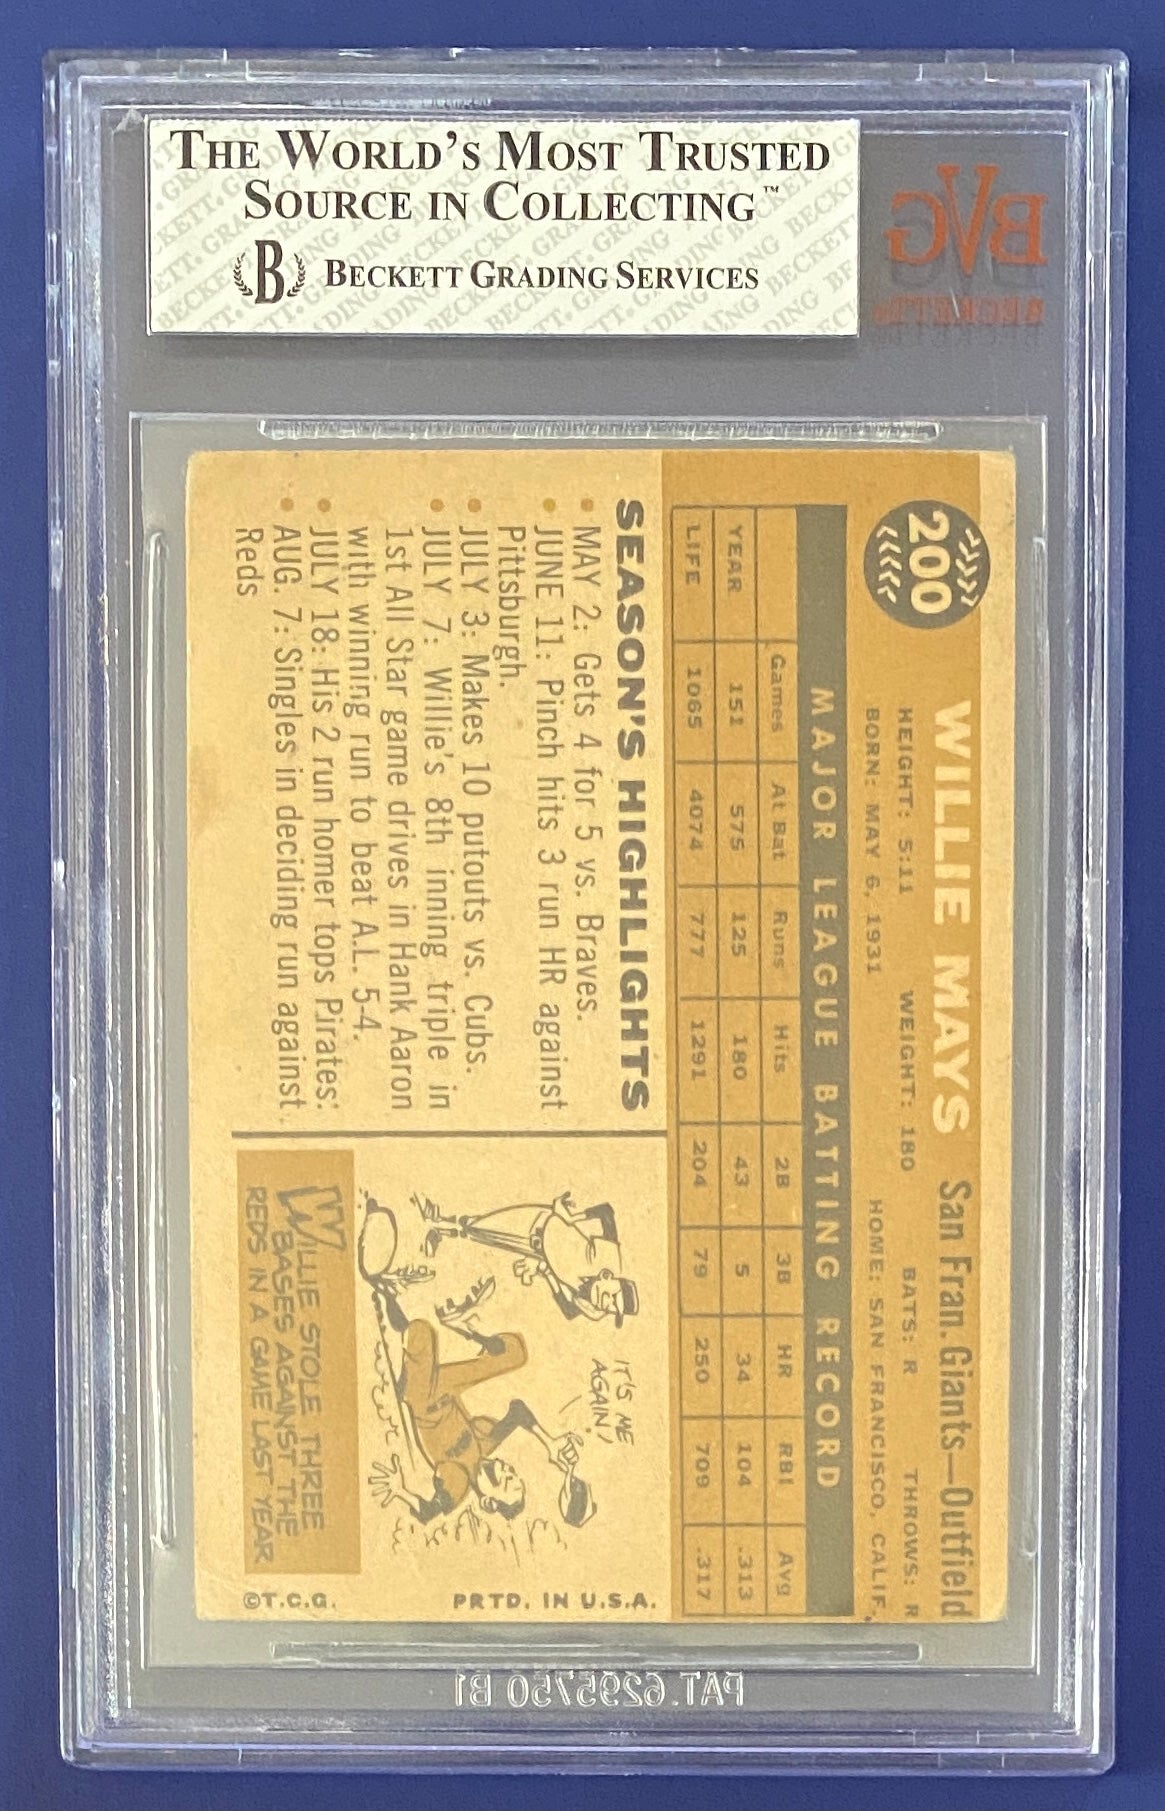 THE WORLD'S MOST TRUSTED
SOURCE IN COLLECTING™
B BECKETT GRADING SERVICES
BVG
BECKETT
200
WILLIE MAYS San Fran. Giants—Outfield
HEIGHT: 5:11 WEIGHT: 180 BATS: R THROWS: R
BORN: MAY 6, 1931 HOME: SAN FRANCISCO, CALIF.
MAJOR LEAGUE BATTING RECORD
Games At Bat Runs Hits 2B 3B HR RBI Avg
YEAR 151 575 125 180 43 5 34 104 .313
LIFE 1065 4074 777 1291 204 79 250 709 .317
SEASON'S HIGHLIGHTS
• MAY 2: Gets 4 for 5 vs. Braves.
• JUNE 11: Pinch hits 3 run HR against
Pittsburgh.
• JULY 3: Makes 10 putouts vs. Cubs.
• JULY 7: Willie's 8th inning triple in
1st All Star game drives in Hank Aaron
with winning run to beat A.L. 5-4.
• JULY 18: His 2 run homer tops Pirates:
• AUG. 7: Singles in deciding run against
Reds
IT'S ME
AGAIN!
WILLIE STOLE THREE
BASES AGAINST THE
REDS IN A GAME LAST YEAR
©T.C.G. PRTD. IN U.S.A.
PAT. 6295750 B1